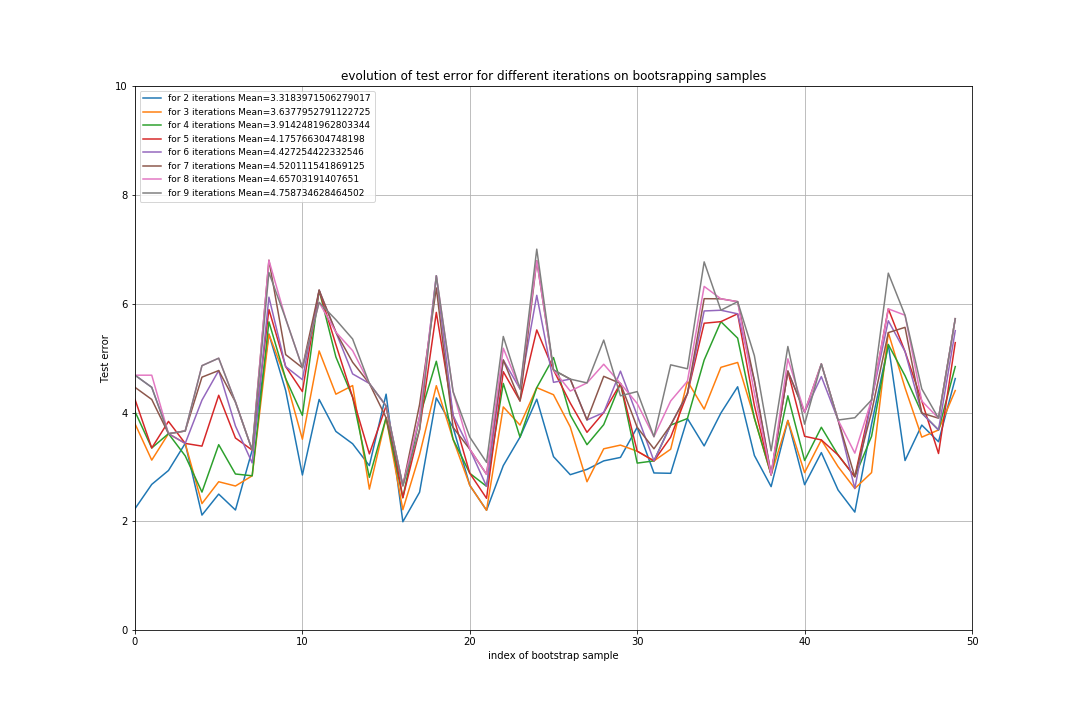 evolution of test error for different iterations on bootsrapping samples
10
8
6
4
2
0
Test error
for 2 iterations Mean=3.3183971506279017
for 3 iterations Mean=3.6377952791122725
for 4 iterations Mean=3.9142481962803344
for 5 iterations Mean=4.175766304748198
for 6 iterations Mean=4.427254422332546
for 7 iterations Mean=4.520111541869125
for 8 iterations Mean=4.65703191407651
for 9 iterations Mean=4.758734628464502
0 10 20 30 40 50
index of bootstrap sample